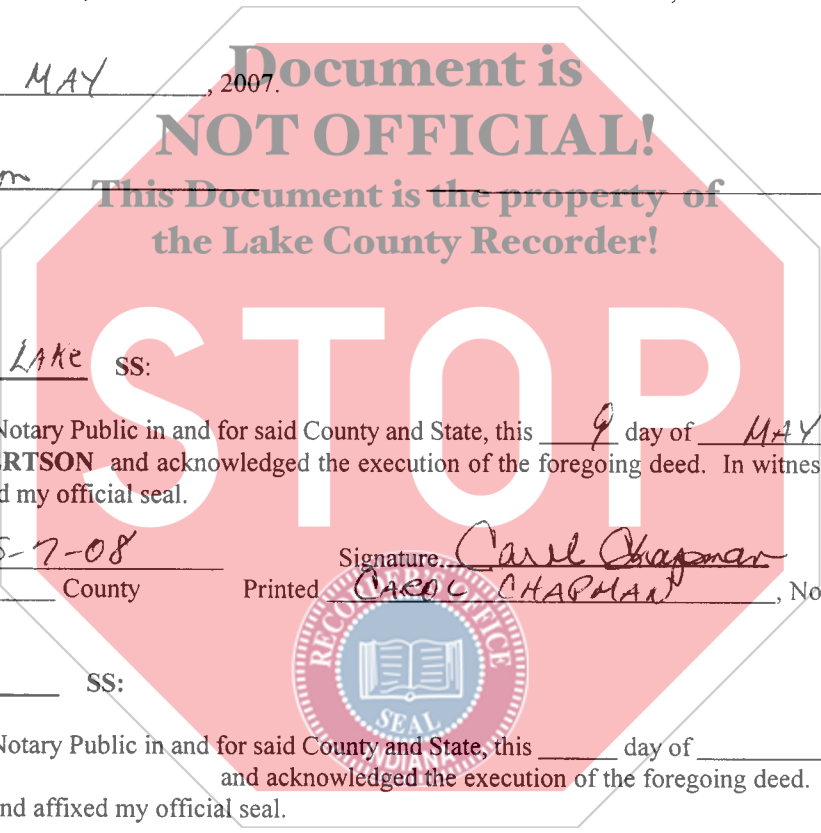 Document is
MAY, 2007.
NOT OFFICIAL!
This Document is the property of
the Lake County Recorder!
STOP
LAKE SS:
Notary Public in and for said County and State, this 9 day of MAY
ERTSON and acknowledged the execution of the foregoing deed. In witnes
d my official seal.
5-7-08 Signature Carol Chapman
County Printed CAROL CHAPMAN, No
RECORDER'S OFFICE
SEAL
INDIANA
SS:
Notary Public in and for said County and State, this day of
and acknowledged the execution of the foregoing deed.
nd affixed my official seal.